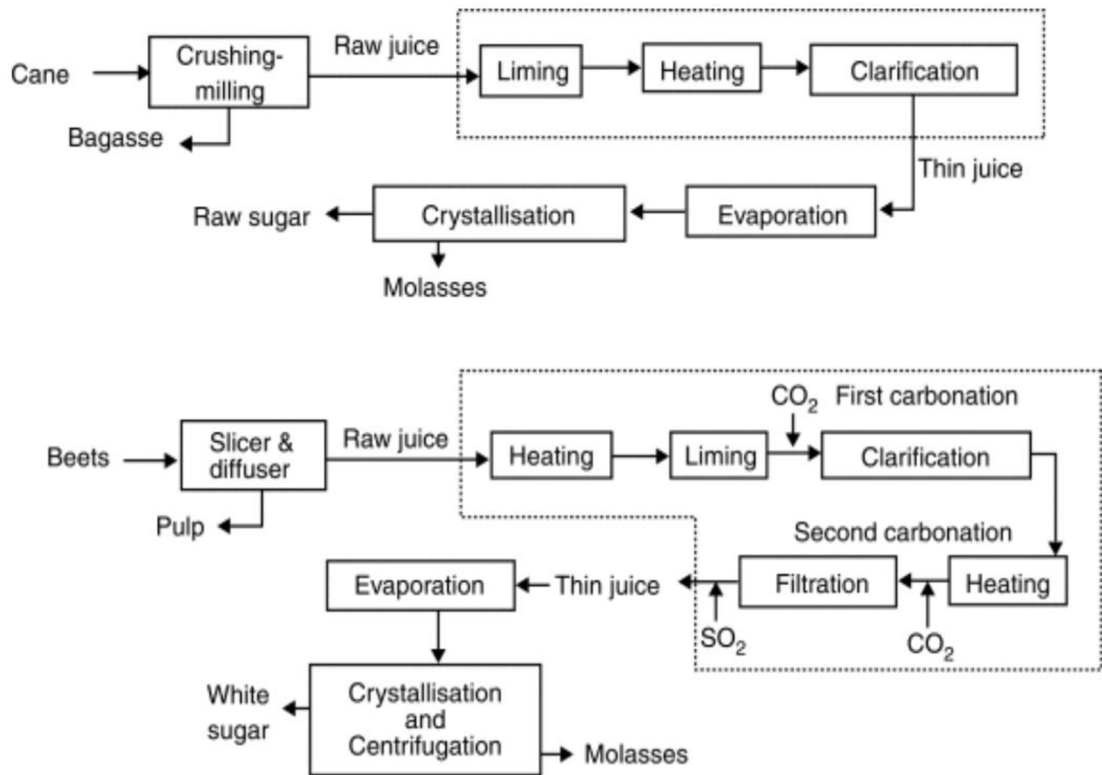 Cane
Crushing-
milling
Raw juice
Liming
Heating
Clarification
Bagasse
Thin juice
Raw sugar
Crystallisation
Evaporation
Molasses
Beets
Slicer &
diffuser
Raw juice
Heating
Liming
CO₂
First carbonation
Clarification
Pulp
Second carbonation
Evaporation
Thin juice
Filtration
Heating
SO₂
CO₂
White
sugar
Crystallisation
and
Centrifugation
Molasses